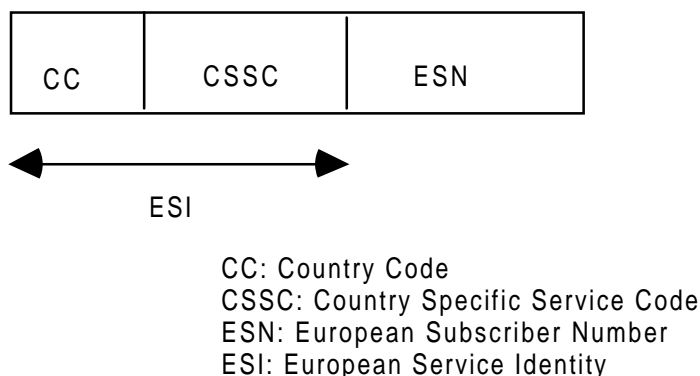 CC CSSC ESN
ESI
CC: Country Code
CSSC: Country Specific Service Code
ESN: European Subscriber Number
ESI: European Service Identity